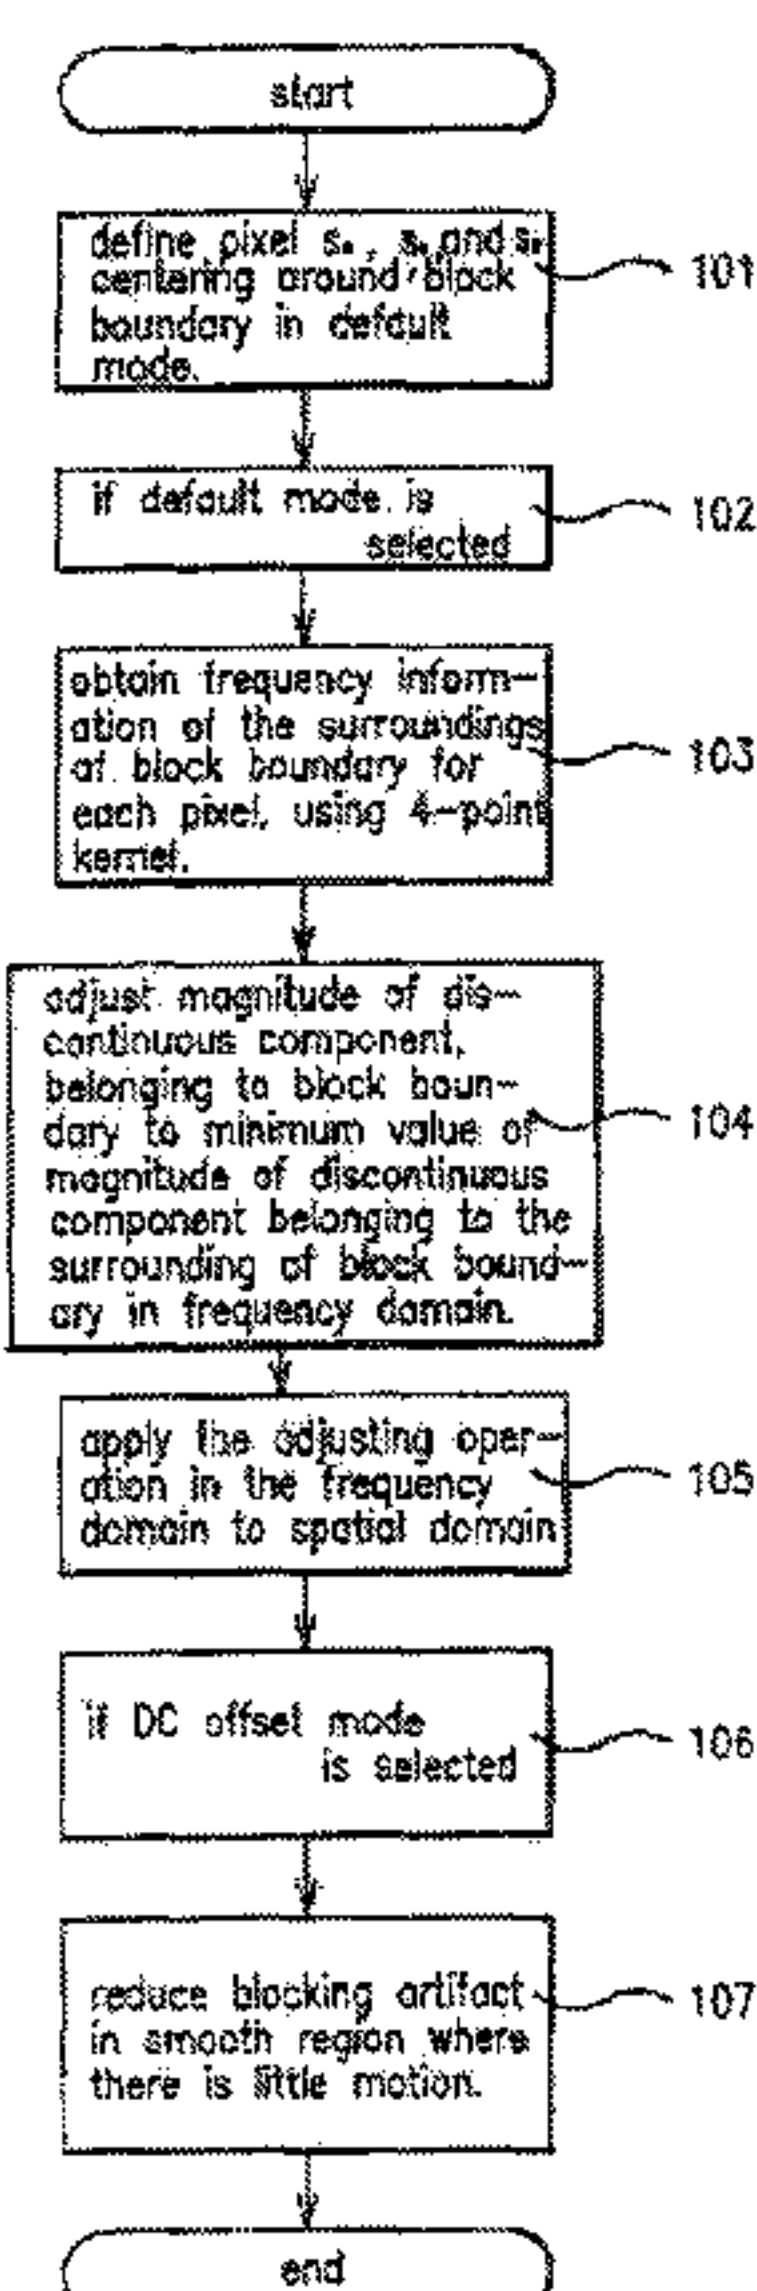 start
define pixel and
centering around block
boundary in default
mode.
101
if default mode is
selected
102
obtain frequency inform-
ation of the surroundings
of block boundary for
each pixel, using 4-point
kernel.
103
adjust magnitude of dis-
continuous component,
belonging to block boun-
dary to minimum value of
magnitude of discontinuous
component belonging to the
surrounding of block bound-
ary in frequency domain.
104
apply the adjusting oper-
ation in the frequency
domain to spatial domain
105
if DC offset mode
is selected
106
reduce blocking artifact
in smooth region where
there is little motion.
107
end